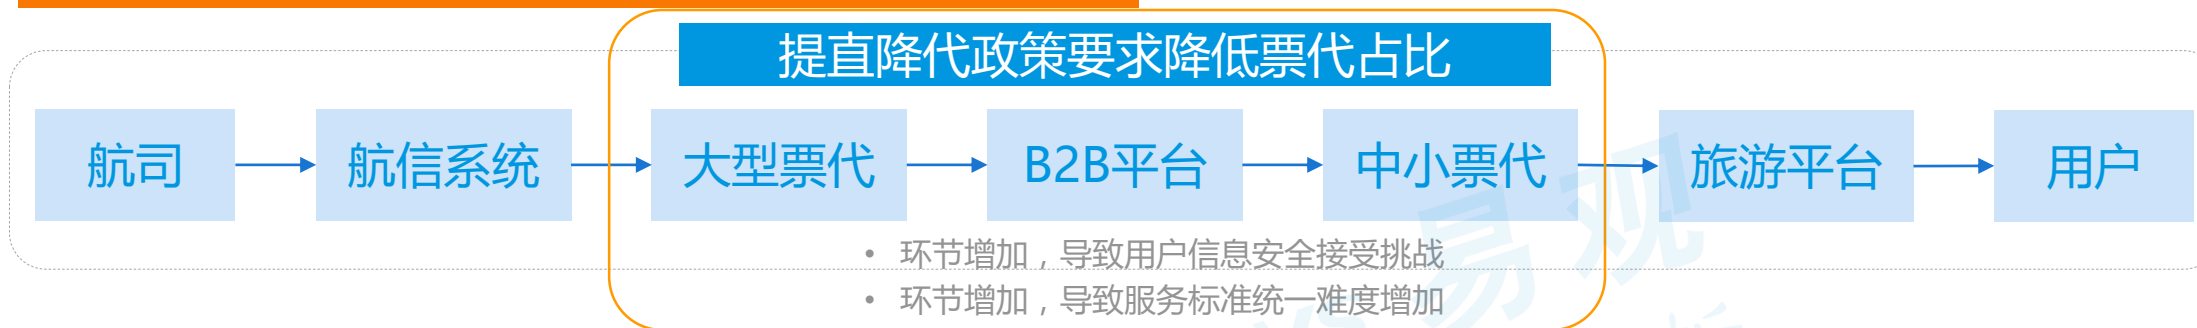 提直降代政策要求降低票代占比
航司
航信系统
大型票代
B2B平台
中小票代
旅游平台
用户
• 环节增加，导致用户信息安全接受挑战
• 环节增加，导致服务标准统一难度增加
易观
析